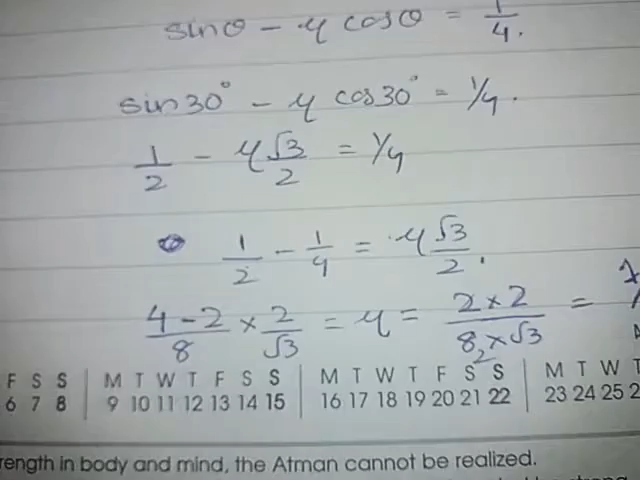 sinθ - μ cosθ = 1/4.
sin30° - μ cos30° = 1/4.
1/2 - μ√3/2 = 1/4
1/2 - 1/4 = μ√3/2.
4-2/8 × 2/√3 = μ = 2×2/8₂×√3 =
F S S M T W T F S S M T W T F S S M T W T
6 7 8 9 10 11 12 13 14 15 16 17 18 19 20 21 22 23 24 25 2
rength in body and mind, the Atman cannot be realized.